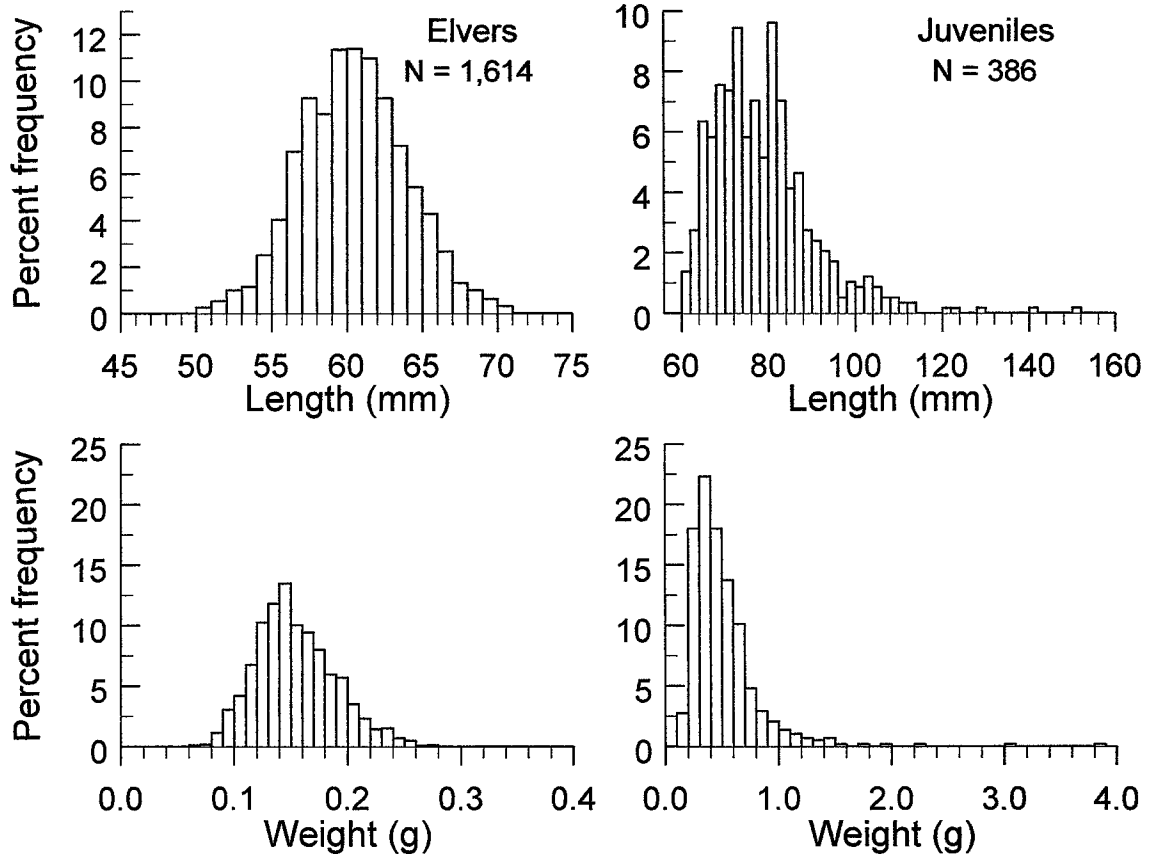 Percent frequency
12
10
8
6
4
2
0
Elvers
N = 1,614
45 50 55 60 65 70 75
Length (mm)
10
8
6
4
2
0
Juveniles
N = 386
60 80 100 120 140 160
Length (mm)
Percent frequency
25
20
15
10
5
0
0.0 0.1 0.2 0.3 0.4
Weight (g)
25
20
15
10
5
0
0.0 1.0 2.0 3.0 4.0
Weight (g)